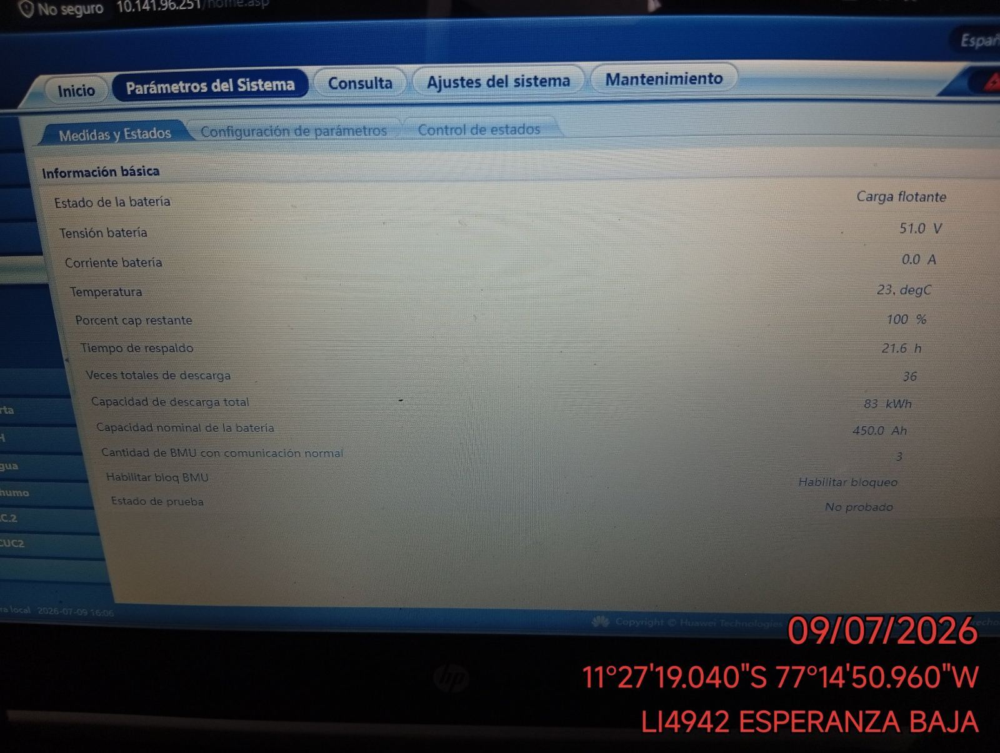 No seguro 10.141.96.251/home.asp
Españ
Inicio Parámetros del Sistema Consulta Ajustes del sistema Mantenimiento
Medidas y Estados Configuración de parámetros Control de estados
Información básica
Estado de la batería Carga flotante
Tensión batería 51.0 V
Corriente batería 0.0 A
Temperatura 23. degC
Porcent cap restante 100 %
Tiempo de respaldo 21.6 h
Veces totales de descarga 36
Capacidad de descarga total 83 kWh
rta
Capacidad nominal de la batería 450.0 Ah
H
Cantidad de BMU con comunicación normal 3
gua
Habilitar bloq BMU Habilitar bloqueo
humo
Estado de prueba No probado
C.2
CUC2
ra local 2026-07-09 16:06
Copyright © Huawei Technologies
recho
09/07/2026
hp
11°27'19.040"S 77°14'50.960"W
LI4942 ESPERANZA BAJA